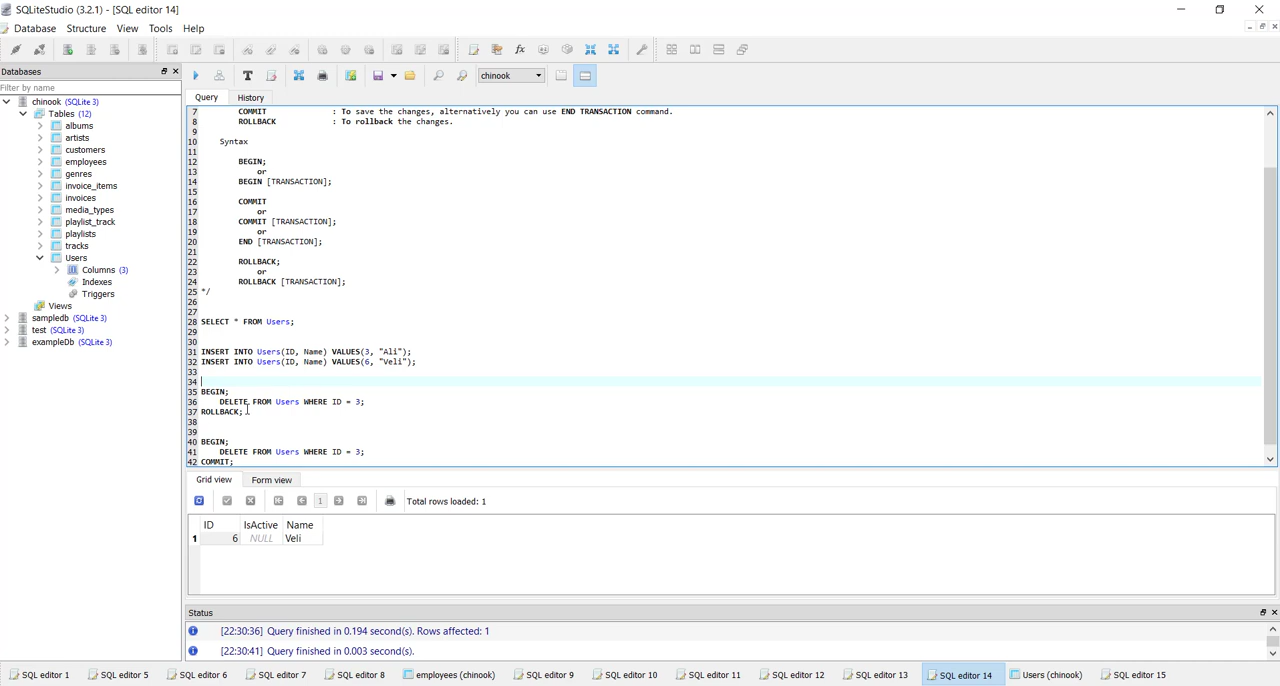 SQLiteStudio (3.2.1) - [SQL editor 14]
Database Structure View Tools Help
Databases
Filter by name
chinook (SQLite 3)
Tables (12)
albums
artists
customers
employees
genres
invoice_items
invoices
media_types
playlist_track
playlists
tracks
Users
Columns (3)
Indexes
Triggers
Views
sampledb (SQLite 3)
test (SQLite 3)
exampleDb (SQLite 3)
chinook
Query History
7 COMMIT : To save the changes, alternatively you can use END TRANSACTION command.
8 ROLLBACK : To rollback the changes.
9
10 Syntax
11
12 BEGIN;
13 or
14 BEGIN [TRANSACTION];
15
16 COMMIT
17 or
18 COMMIT [TRANSACTION];
19 or
20 END [TRANSACTION];
21
22 ROLLBACK;
23 or
24 ROLLBACK [TRANSACTION];
25 */
26
27
28 SELECT * FROM Users;
29
30
31 INSERT INTO Users(ID, Name) VALUES(3, "Ali");
32 INSERT INTO Users(ID, Name) VALUES(6, "Veli");
33
34
35 BEGIN;
36 DELETE FROM Users WHERE ID = 3;
37 ROLLBACK;
38
39
40 BEGIN;
41 DELETE FROM Users WHERE ID = 3;
42 COMMIT;
Grid view Form view
1 Total rows loaded: 1
ID IsActive Name
1 6 NULL Veli
Status
[22:30:36] Query finished in 0.194 second(s). Rows affected: 1
[22:30:41] Query finished in 0.003 second(s).
SQL editor 1 SQL editor 5 SQL editor 6 SQL editor 7 SQL editor 8 employees (chinook) SQL editor 9 SQL editor 10 SQL editor 11 SQL editor 12 SQL editor 13 SQL editor 14 Users (chinook) SQL editor 15